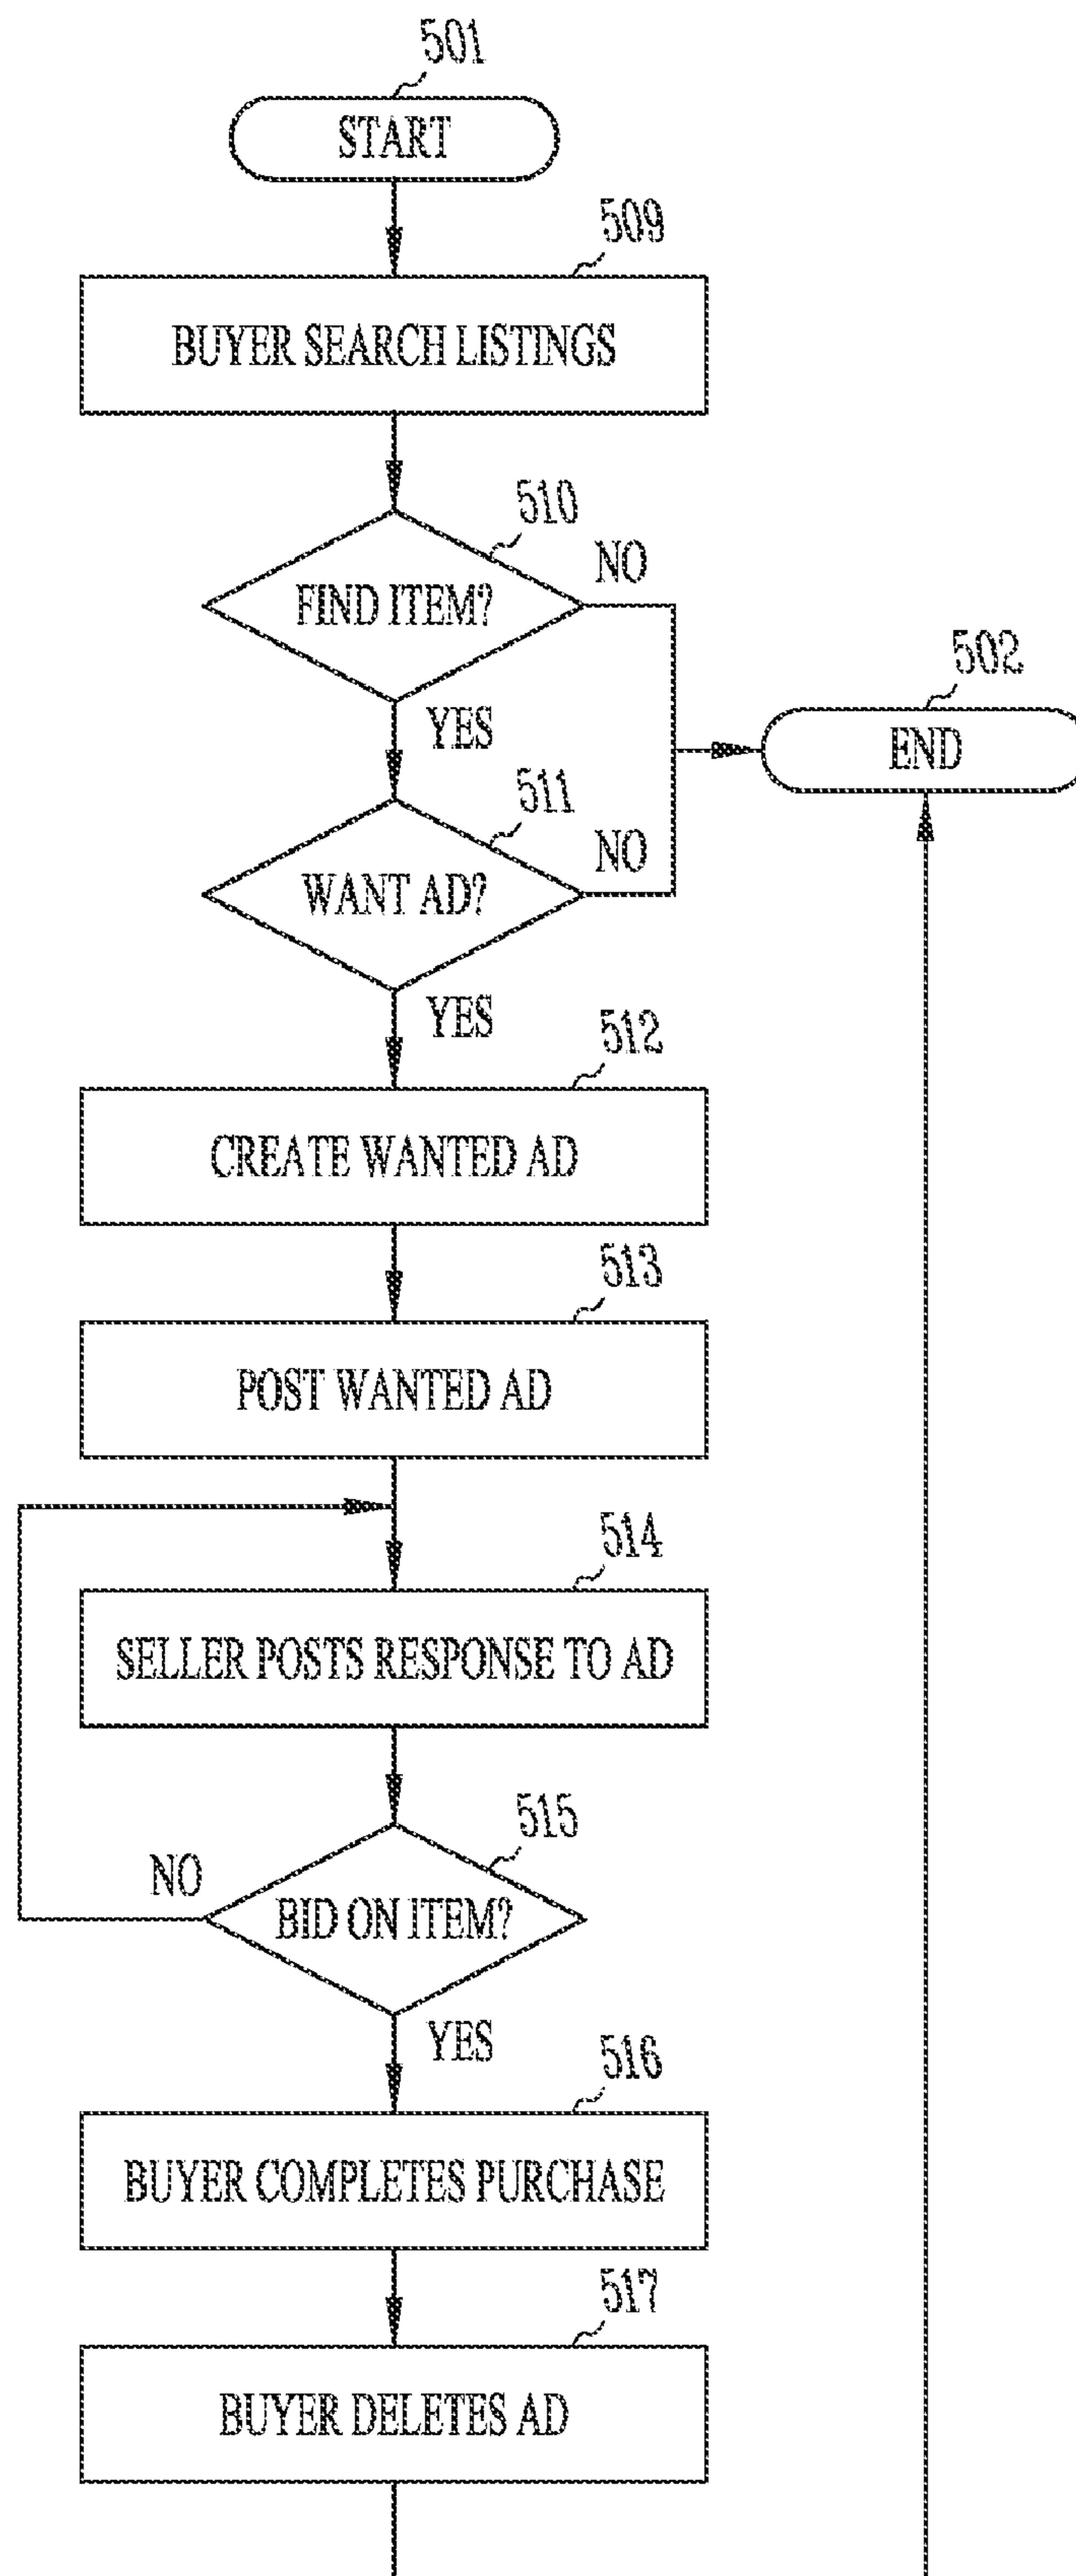 501
START
509
BUYER SEARCH LISTINGS
510
NO
FIND ITEM?
502
YES
END
511
NO
WANT AD?
YES
512
CREATE WANTED AD
513
POST WANTED AD
514
SELLER POSTS RESPONSE TO AD
515
NO
BID ON ITEM?
YES
516
BUYER COMPLETES PURCHASE
517
BUYER DELETES AD